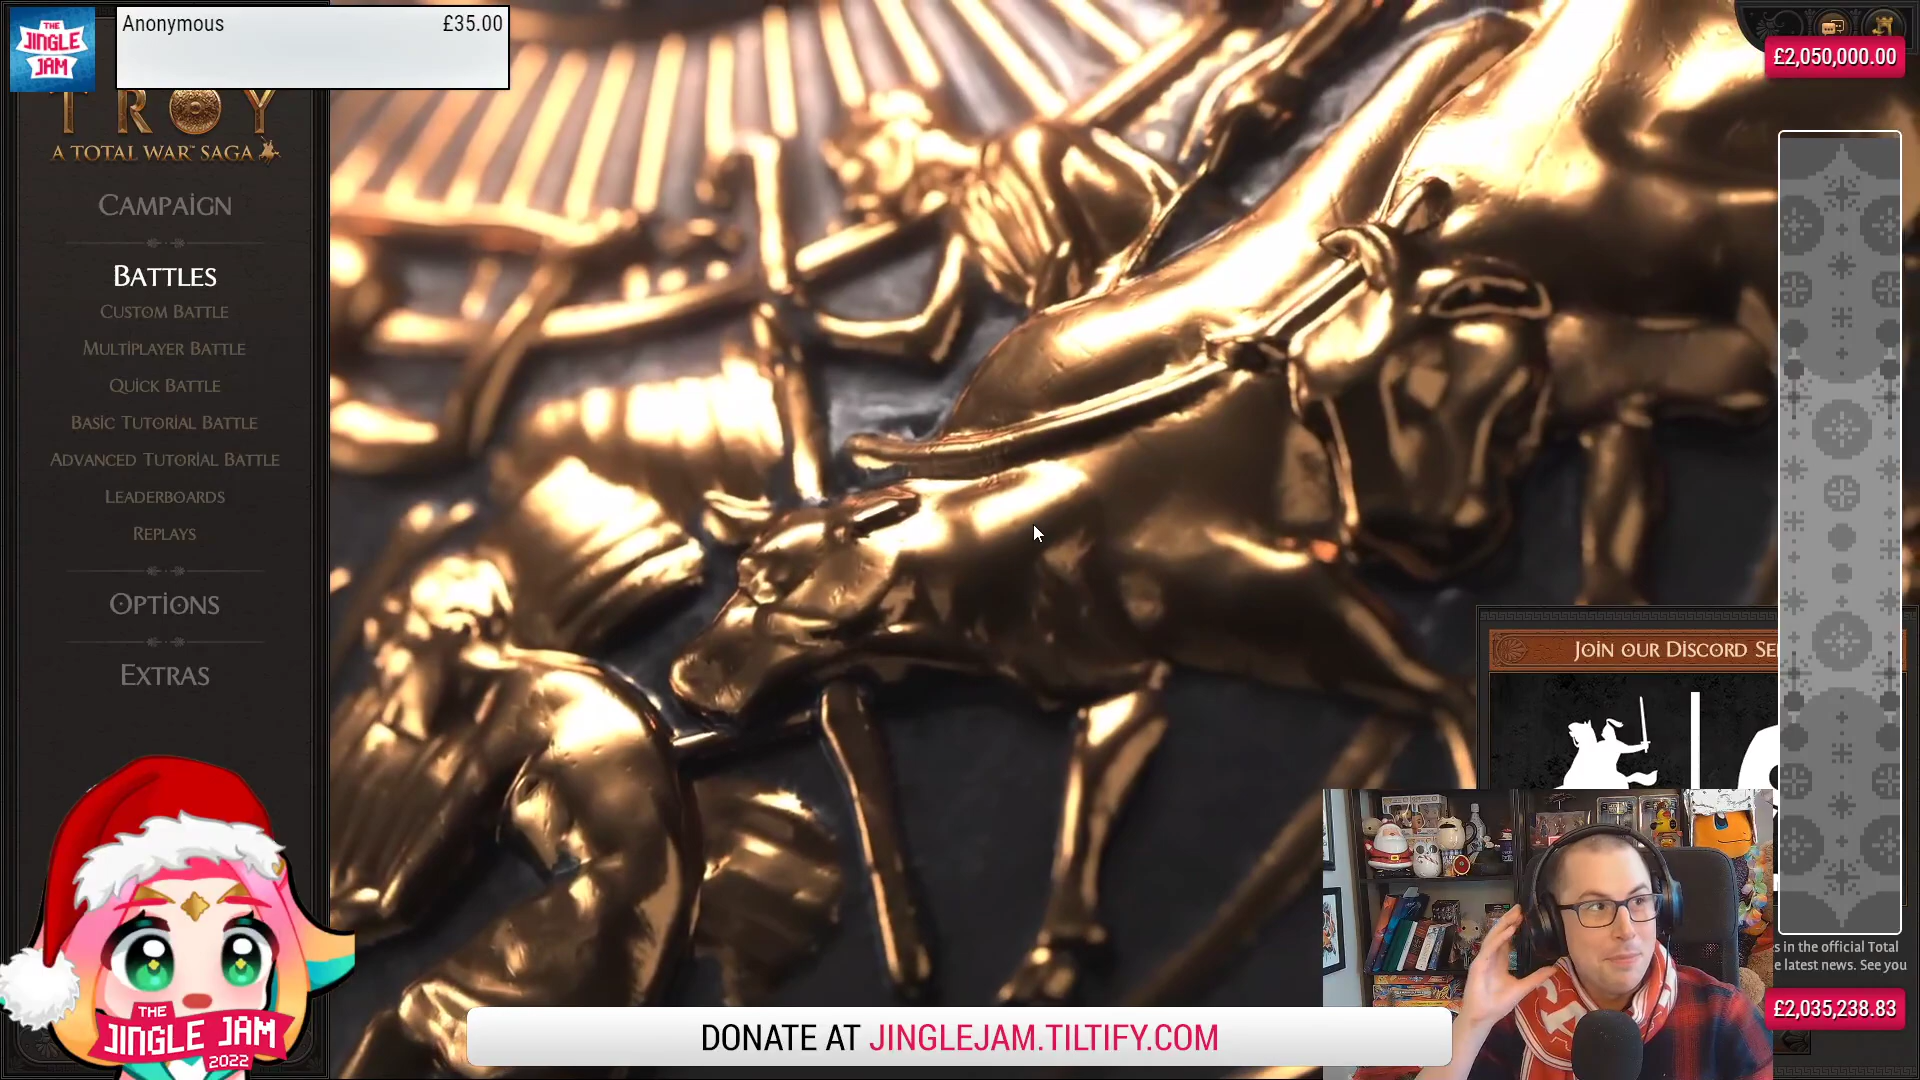 THE
JINGLE
JAM
Anonymous £35.00
£2,050,000.00
TROY
A TOTAL WAR SAGA
CAMPAIGN
BATTLES
CUSTOM BATTLE
MULTIPLAYER BATTLE
QUICK BATTLE
BASIC TUTORIAL BATTLE
ADVANCED TUTORIAL BATTLE
LEADERBOARDS
REPLAYS
OPTIONS
EXTRAS
JOIN OUR DISCORD SE
s in the official Total
e latest news. See you
£2,035,238.83
THE
JINGLE JAM
2022
DONATE AT JINGLEJAM.TILTIFY.COM